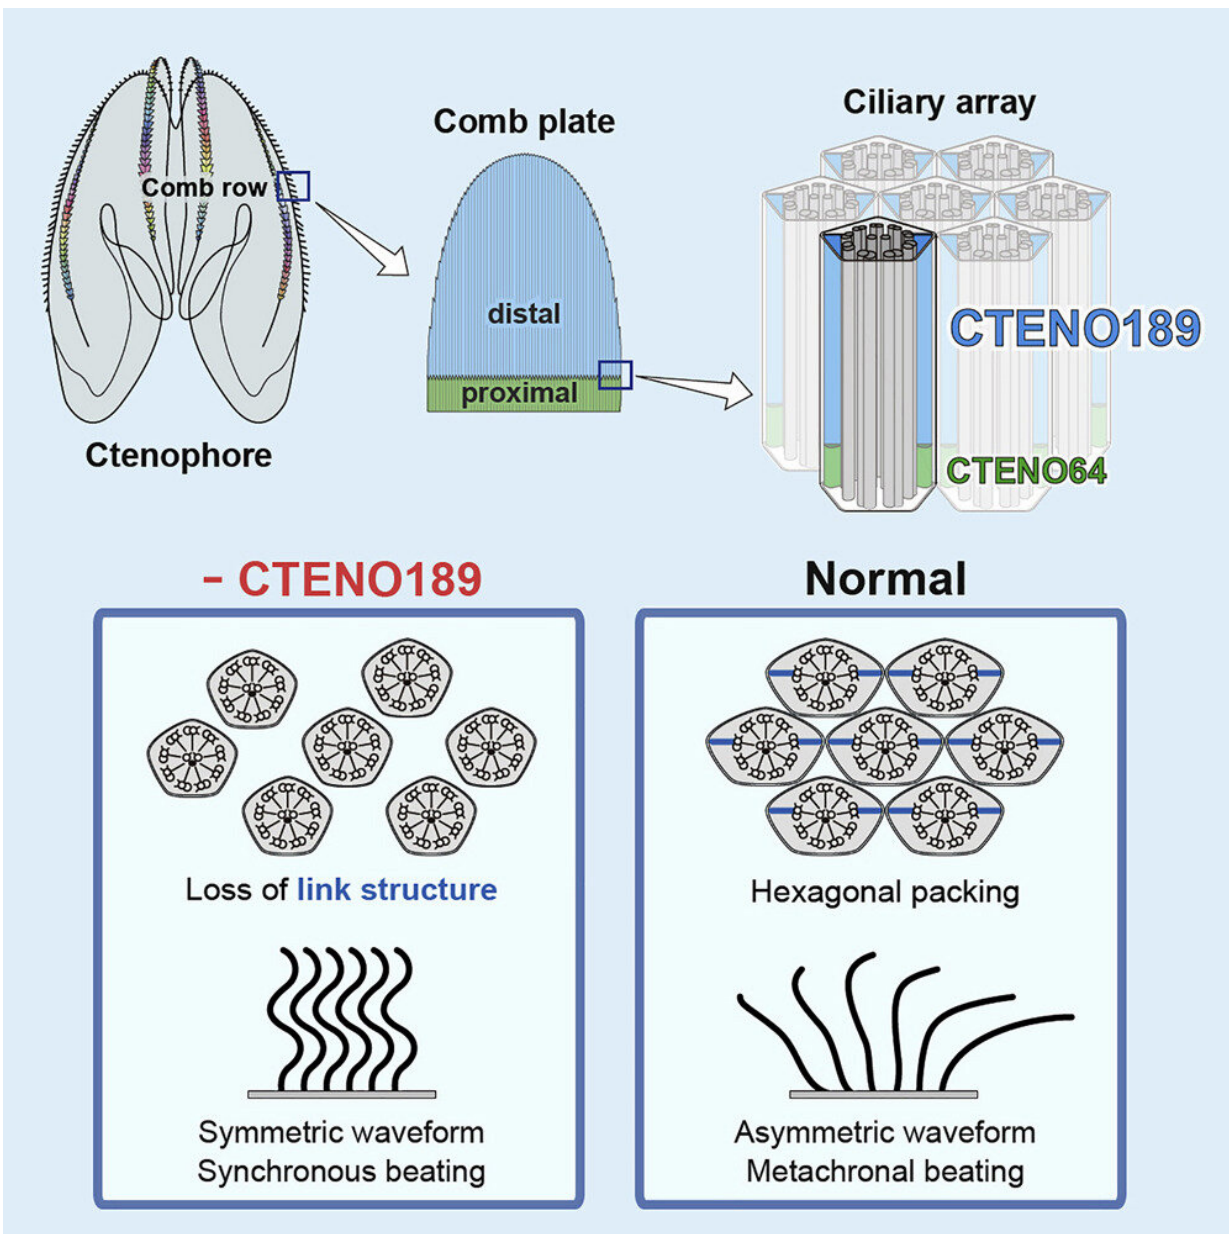 Comb plate
Ciliary array
Comb row
distal
proximal
CTENO189
CTENO64
Ctenophore
- CTENO189
Normal
Loss of link structure
Hexagonal packing
Symmetric waveform
Synchronous beating
Asymmetric waveform
Metachronal beating